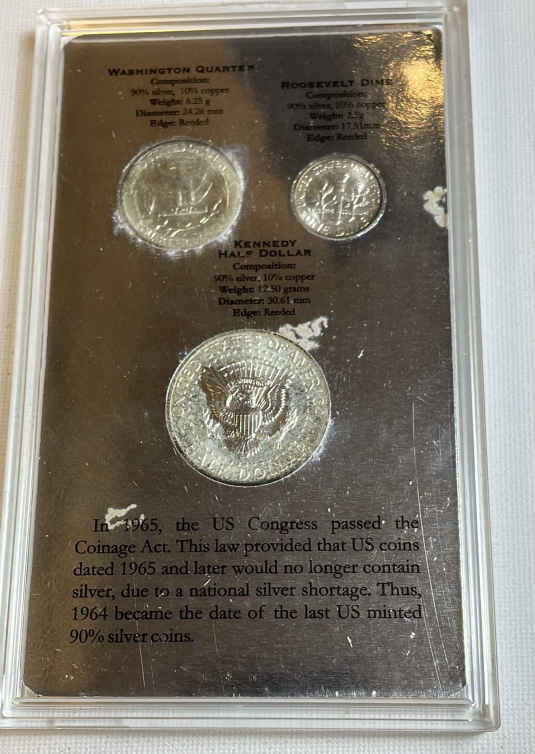 WASHINGTON QUARTER
Composition:
90% silver, 10% copper
Weight: 6.25 g
Diameter: 24.26 mm
Edge: Reeded
ROOSEVELT DIME
Composition:
90% silver, 10% copper
Weight: 2.5g
Diameter: 17.91mm
Edge: Reeded
KENNEDY
HALF DOLLAR
Composition:
90% silver, 10% copper
Weight: 12.50 grams
Diameter: 30.61 mm
Edge: Reeded
In 1965, the US Congress passed the
Coinage Act. This law provided that US coins
dated 1965 and later would no longer contain
silver, due to a national silver shortage. Thus,
1964 became the date of the last US minted
90% silver coins.